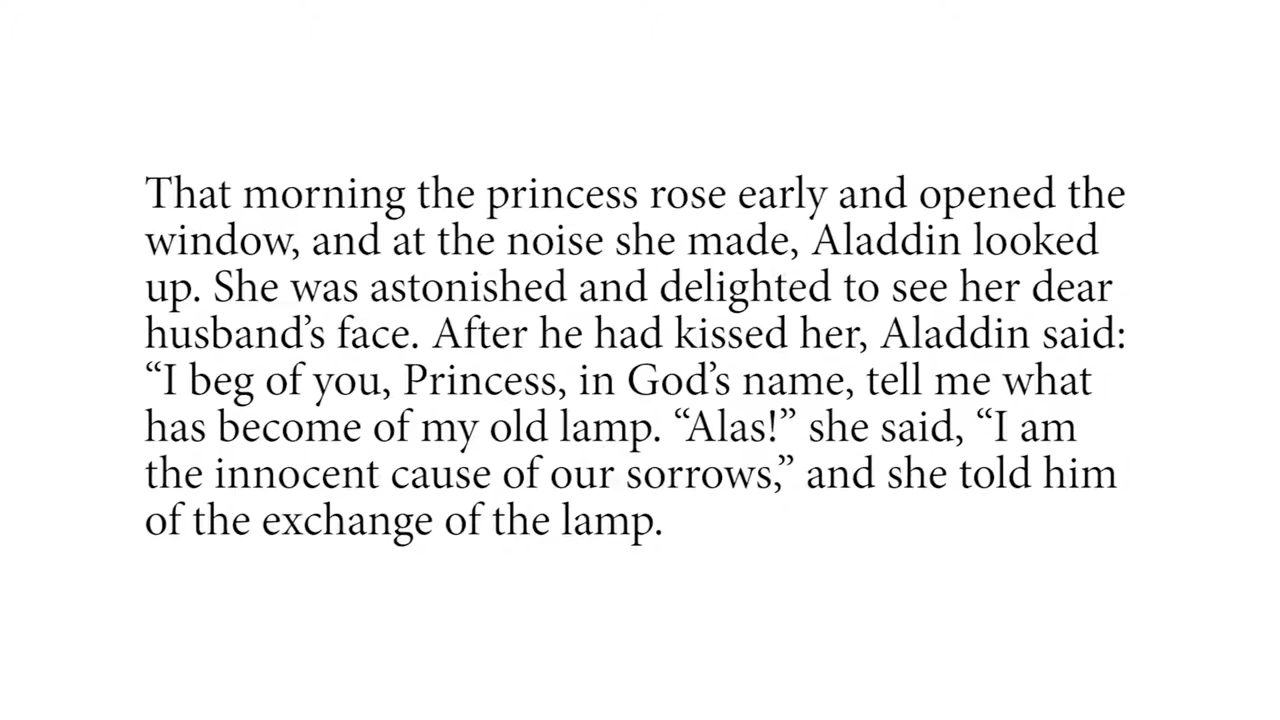 That morning the princess rose early and opened the
window, and at the noise she made, Aladdin looked
up. She was astonished and delighted to see her dear
husband’s face. After he had kissed her, Aladdin said:
“I beg of you, Princess, in God’s name, tell me what
has become of my old lamp. “Alas!” she said, “I am
the innocent cause of our sorrows,” and she told him
of the exchange of the lamp.